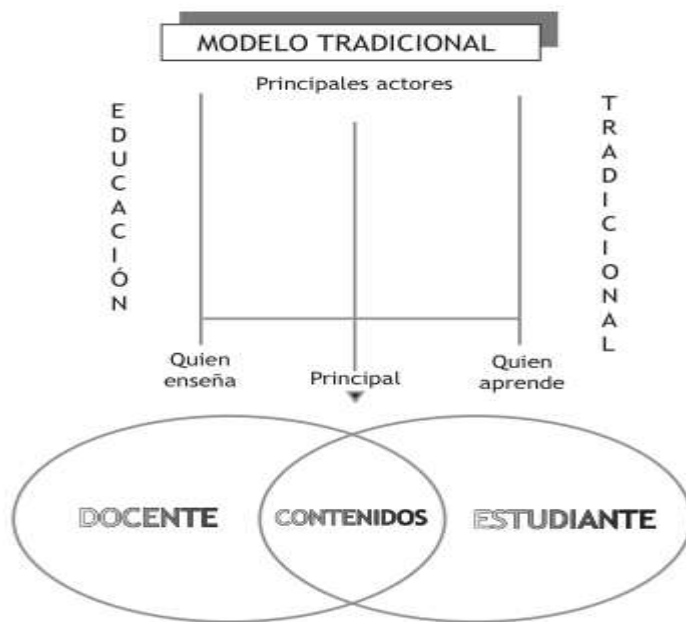 MODELO TRADICIONAL
Principales actores
EDUCACIÓN
TRADICIONAL
Quien
enseña
Principal
Quien
aprende
DOCENTE
CONTENIDOS
ESTUDIANTE